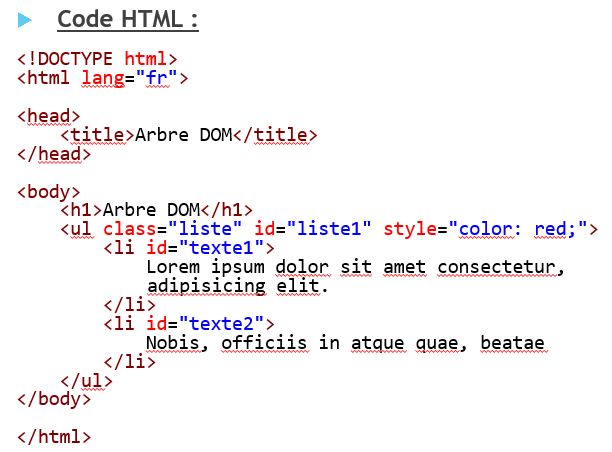 Code HTML :
<!DOCTYPE html>
<html lang="fr">
<head>
<title>Arbre DOM</title>
</head>
<body>
<h1>Arbre DOM</h1>
<ul class="liste" id="liste1" style="color: red;">
<li id="texte1">
Lorem ipsum dolor sit amet consectetur,
adipisicing elit.
</li>
<li id="texte2">
Nobis, officiis in atque quae, beatae
</li>
</ul>
</body>
</html>